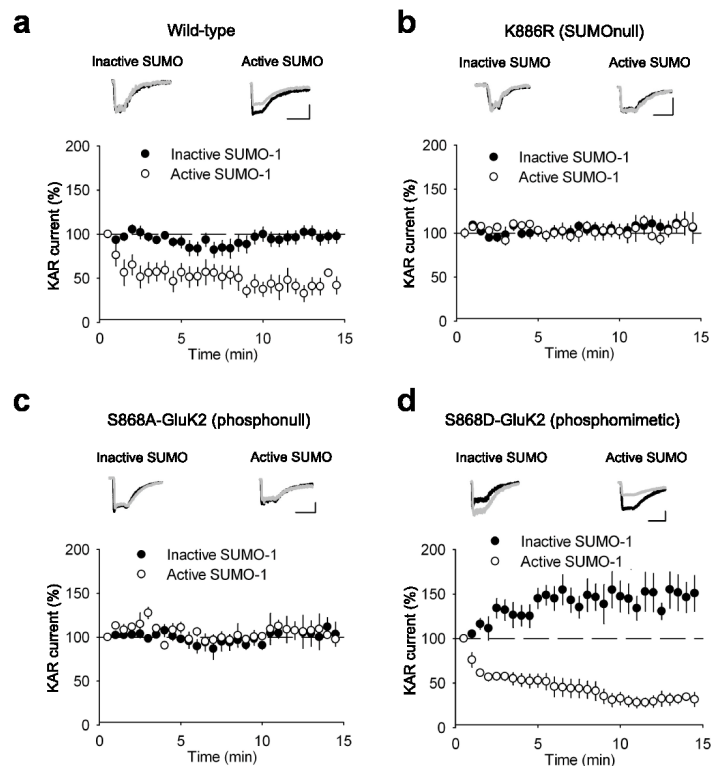 a
Wild-type
Inactive SUMO Active SUMO
Inactive SUMO-1
Active SUMO-1
KAR current (%)
200
150
100
50
0
0 5 10 15
Time (min)
b
K886R (SUMOnull)
Inactive SUMO Active SUMO
Inactive SUMO-1
Active SUMO-1
KAR current (%)
200
150
100
50
0
0 5 10 15
Time (min)
c
S868A-GluK2 (phosphonull)
Inactive SUMO Active SUMO
Inactive SUMO-1
Active SUMO-1
KAR current (%)
200
150
100
50
0
0 5 10 15
Time (min)
d
S868D-GluK2 (phosphomimetic)
Inactive SUMO Active SUMO
Inactive SUMO-1
Active SUMO-1
KAR current (%)
200
150
100
50
0
0 5 10 15
Time (min)